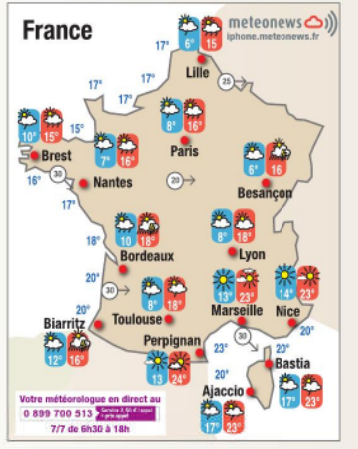 France
meteonews
iphone.meteonews.fr
17° 6° 15
Lille
17° 25
17°
17°
10° 15° 15°
8° 16°
Brest
7° 16°
Paris
6° 16
16° 30
Nantes
20
Besançon
17°
18°
10 18°
8° 18°
Bordeaux
Lyon
20°
30
8° 18°
13° 23°
14° 23°
20°
Biarritz
Toulouse
Marseille
Nice
12° 16°
Perpignan
30
20°
13 24°
23°
20°
Bastia
20°
17° 23°
Ajaccio
17° 23°
Votre météorologue en direct au
0 899 700 513
7/7 de 6h30 à 18h